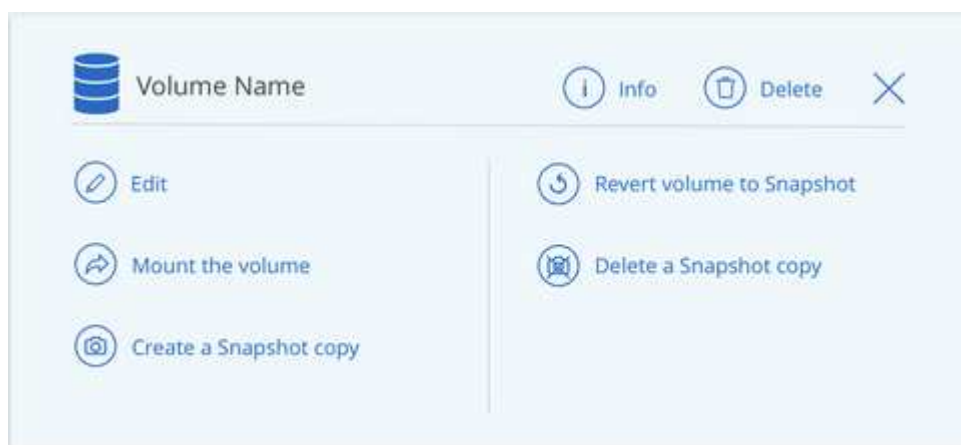 Volume Name
Info
Delete
Edit
Mount the volume
Create a Snapshot copy
Revert volume to Snapshot
Delete a Snapshot copy